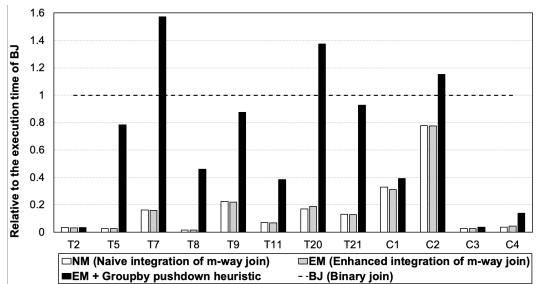 Relative to the execution time of BJ
1.6
1.4
1.2
1
0.8
0.6
0.4
0.2
0
T2 T5 T7 T8 T9 T11 T20 T21 C1 C2 C3 C4
NM (Naive integration of m-way join) EM (Enhanced integration of m-way join)
EM + Groupby pushdown heuristic BJ (Binary join)